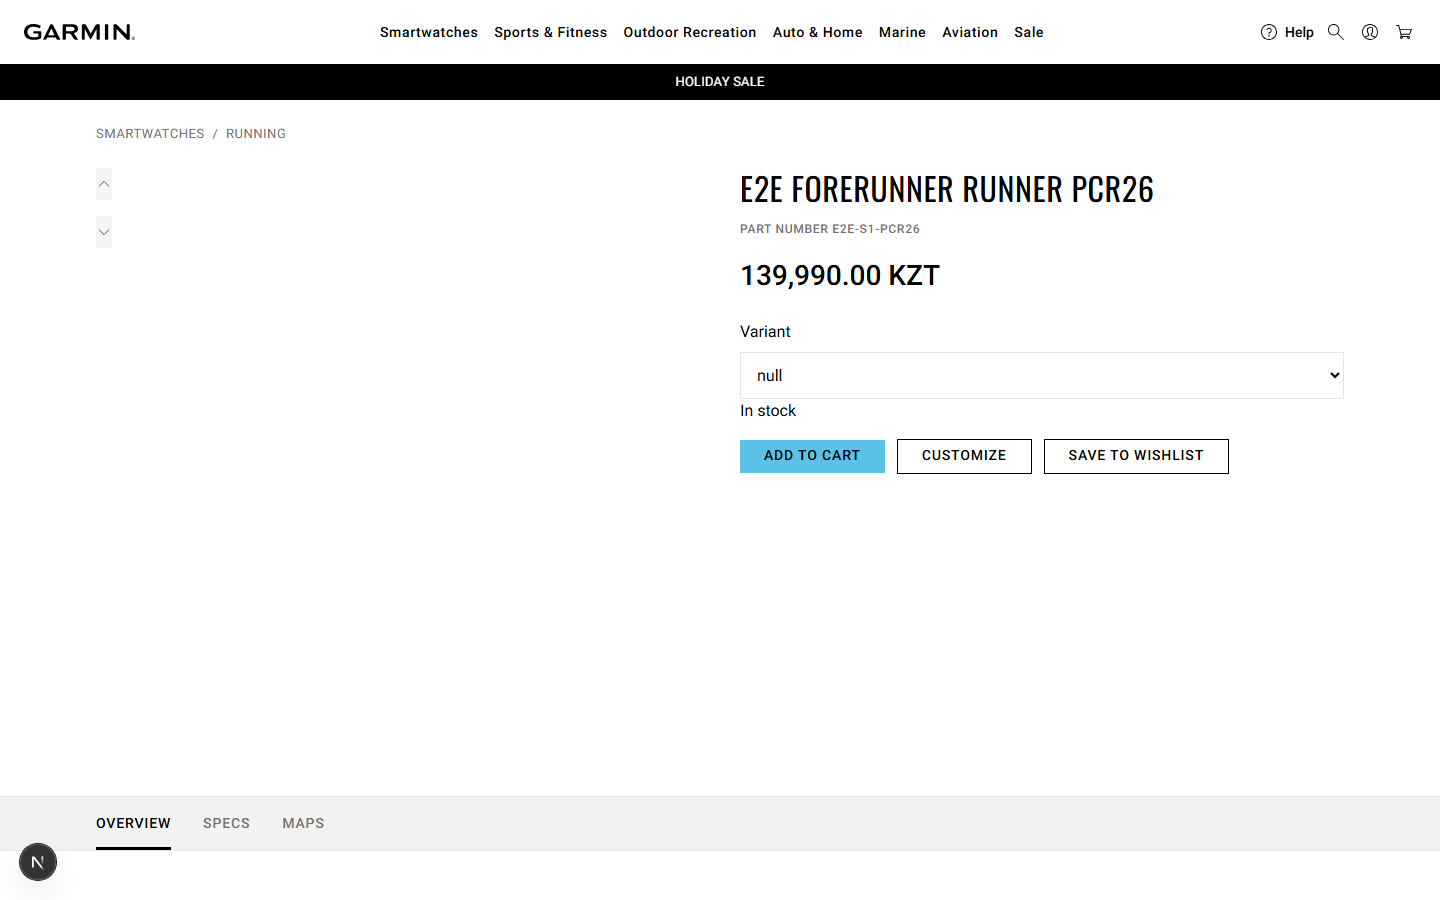 GARMIN
Smartwatches Sports & Fitness Outdoor Recreation Auto & Home Marine Aviation Sale
Help
HOLIDAY SALE
SMARTWATCHES / RUNNING
E2E FORERUNNER RUNNER PCR26
PART NUMBER E2E-S1-PCR26
139,990.00 KZT
Variant
null
In stock
ADD TO CART CUSTOMIZE SAVE TO WISHLIST
OVERVIEW SPECS MAPS
N